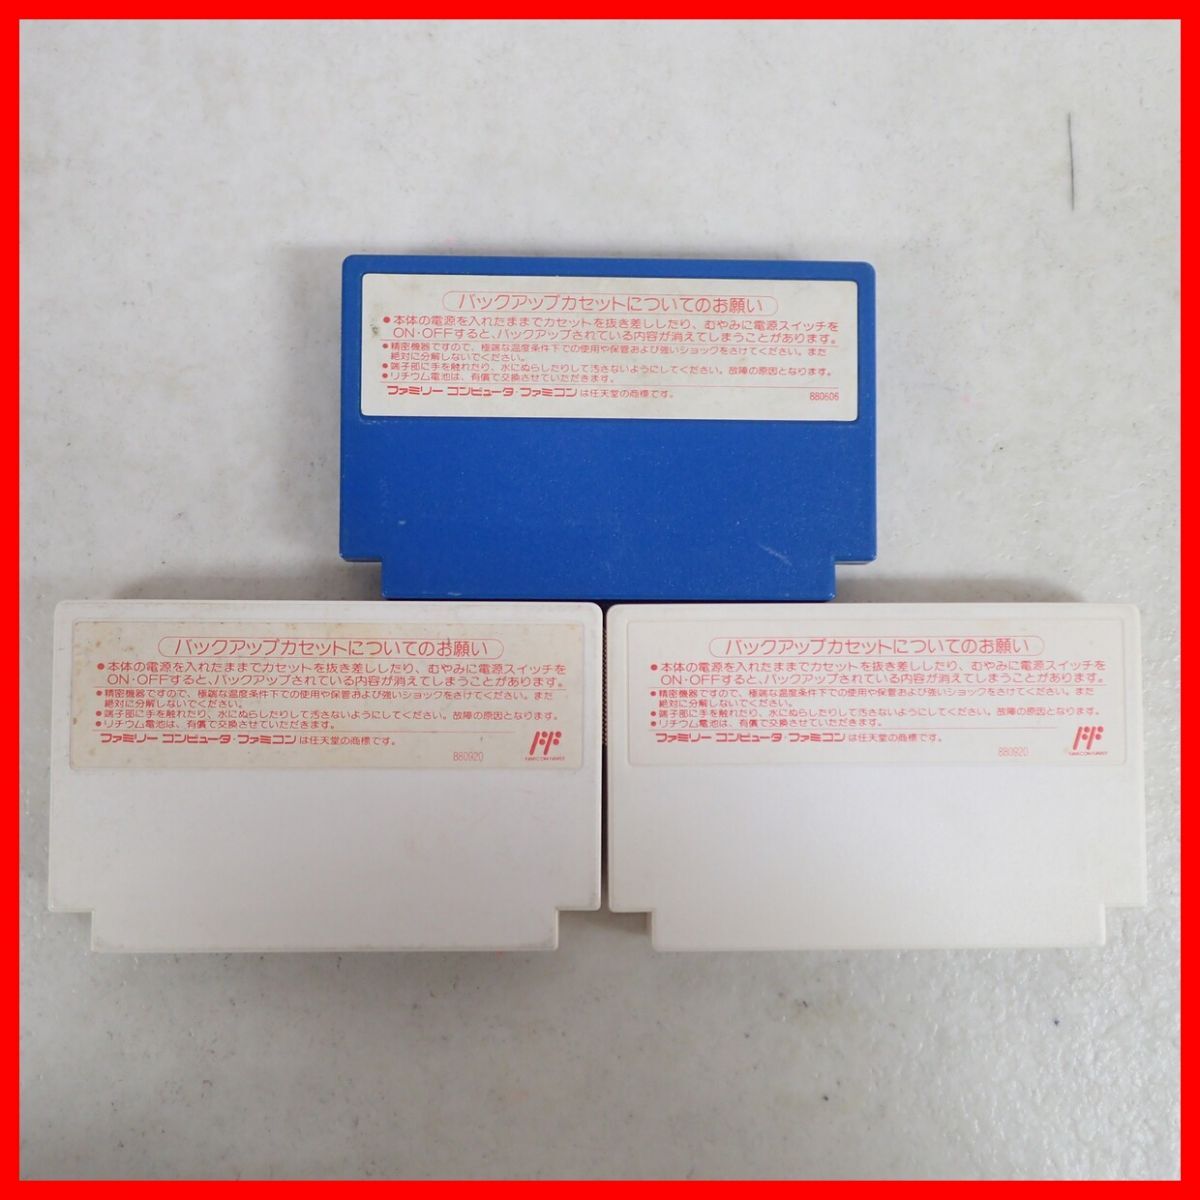 バックアップカセットについてのお願い
●本体の電源を入れたままでカセットを抜き差ししたり、むやみに電源スイッチを
ON・OFFすると、バックアップされている内容が消えてしまうことがあります。
●精密機器ですので、極端な温度条件下での使用や保管および強いショックをさけてください。また
絶対に分解しないでください。
●端子部に手を触れたり、水にぬらしたりして汚さないようにしてください。故障の原因となります。
●リチウム電池は、有償で交換させていただきます。
ファミリー コンピュータ・ファミコン は任天堂の商標です。
880606
バックアップカセットについてのお願い
●本体の電源を入れたままでカセットを抜き差ししたり、むやみに電源スイッチを
ON・OFFすると、バックアップされている内容が消えてしまうことがあります。
●精密機器ですので、極端な温度条件下での使用や保管および強いショックをさけてください。また
絶対に分解しないでください。
●端子部に手を触れたり、水にぬらしたりして汚さないようにしてください。故障の原因となります。
●リチウム電池は、有償で交換させていただきます。
ファミリー コンピュータ・ファミコン は任天堂の商標です。
880920
FAMICOM FAMILY
バックアップカセットについてのお願い
●本体の電源を入れたままでカセットを抜き差ししたり、むやみに電源スイッチを
ON・OFFすると、バックアップされている内容が消えてしまうことがあります。
●精密機器ですので、極端な温度条件下での使用や保管および強いショックをさけてください。また
絶対に分解しないでください。
●端子部に手を触れたり、水にぬらしたりして汚さないようにしてください。故障の原因となります。
●リチウム電池は、有償で交換させていただきます。
ファミリー コンピュータ・ファミコン は任天堂の商標です。
880920
FAMICOM FAMILY